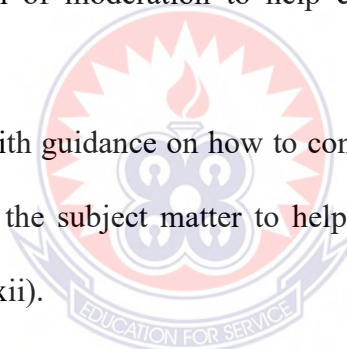 of moderation to help
ith guidance on how to con
the subject matter to help
xii).
EDUCATION FOR SERVICE